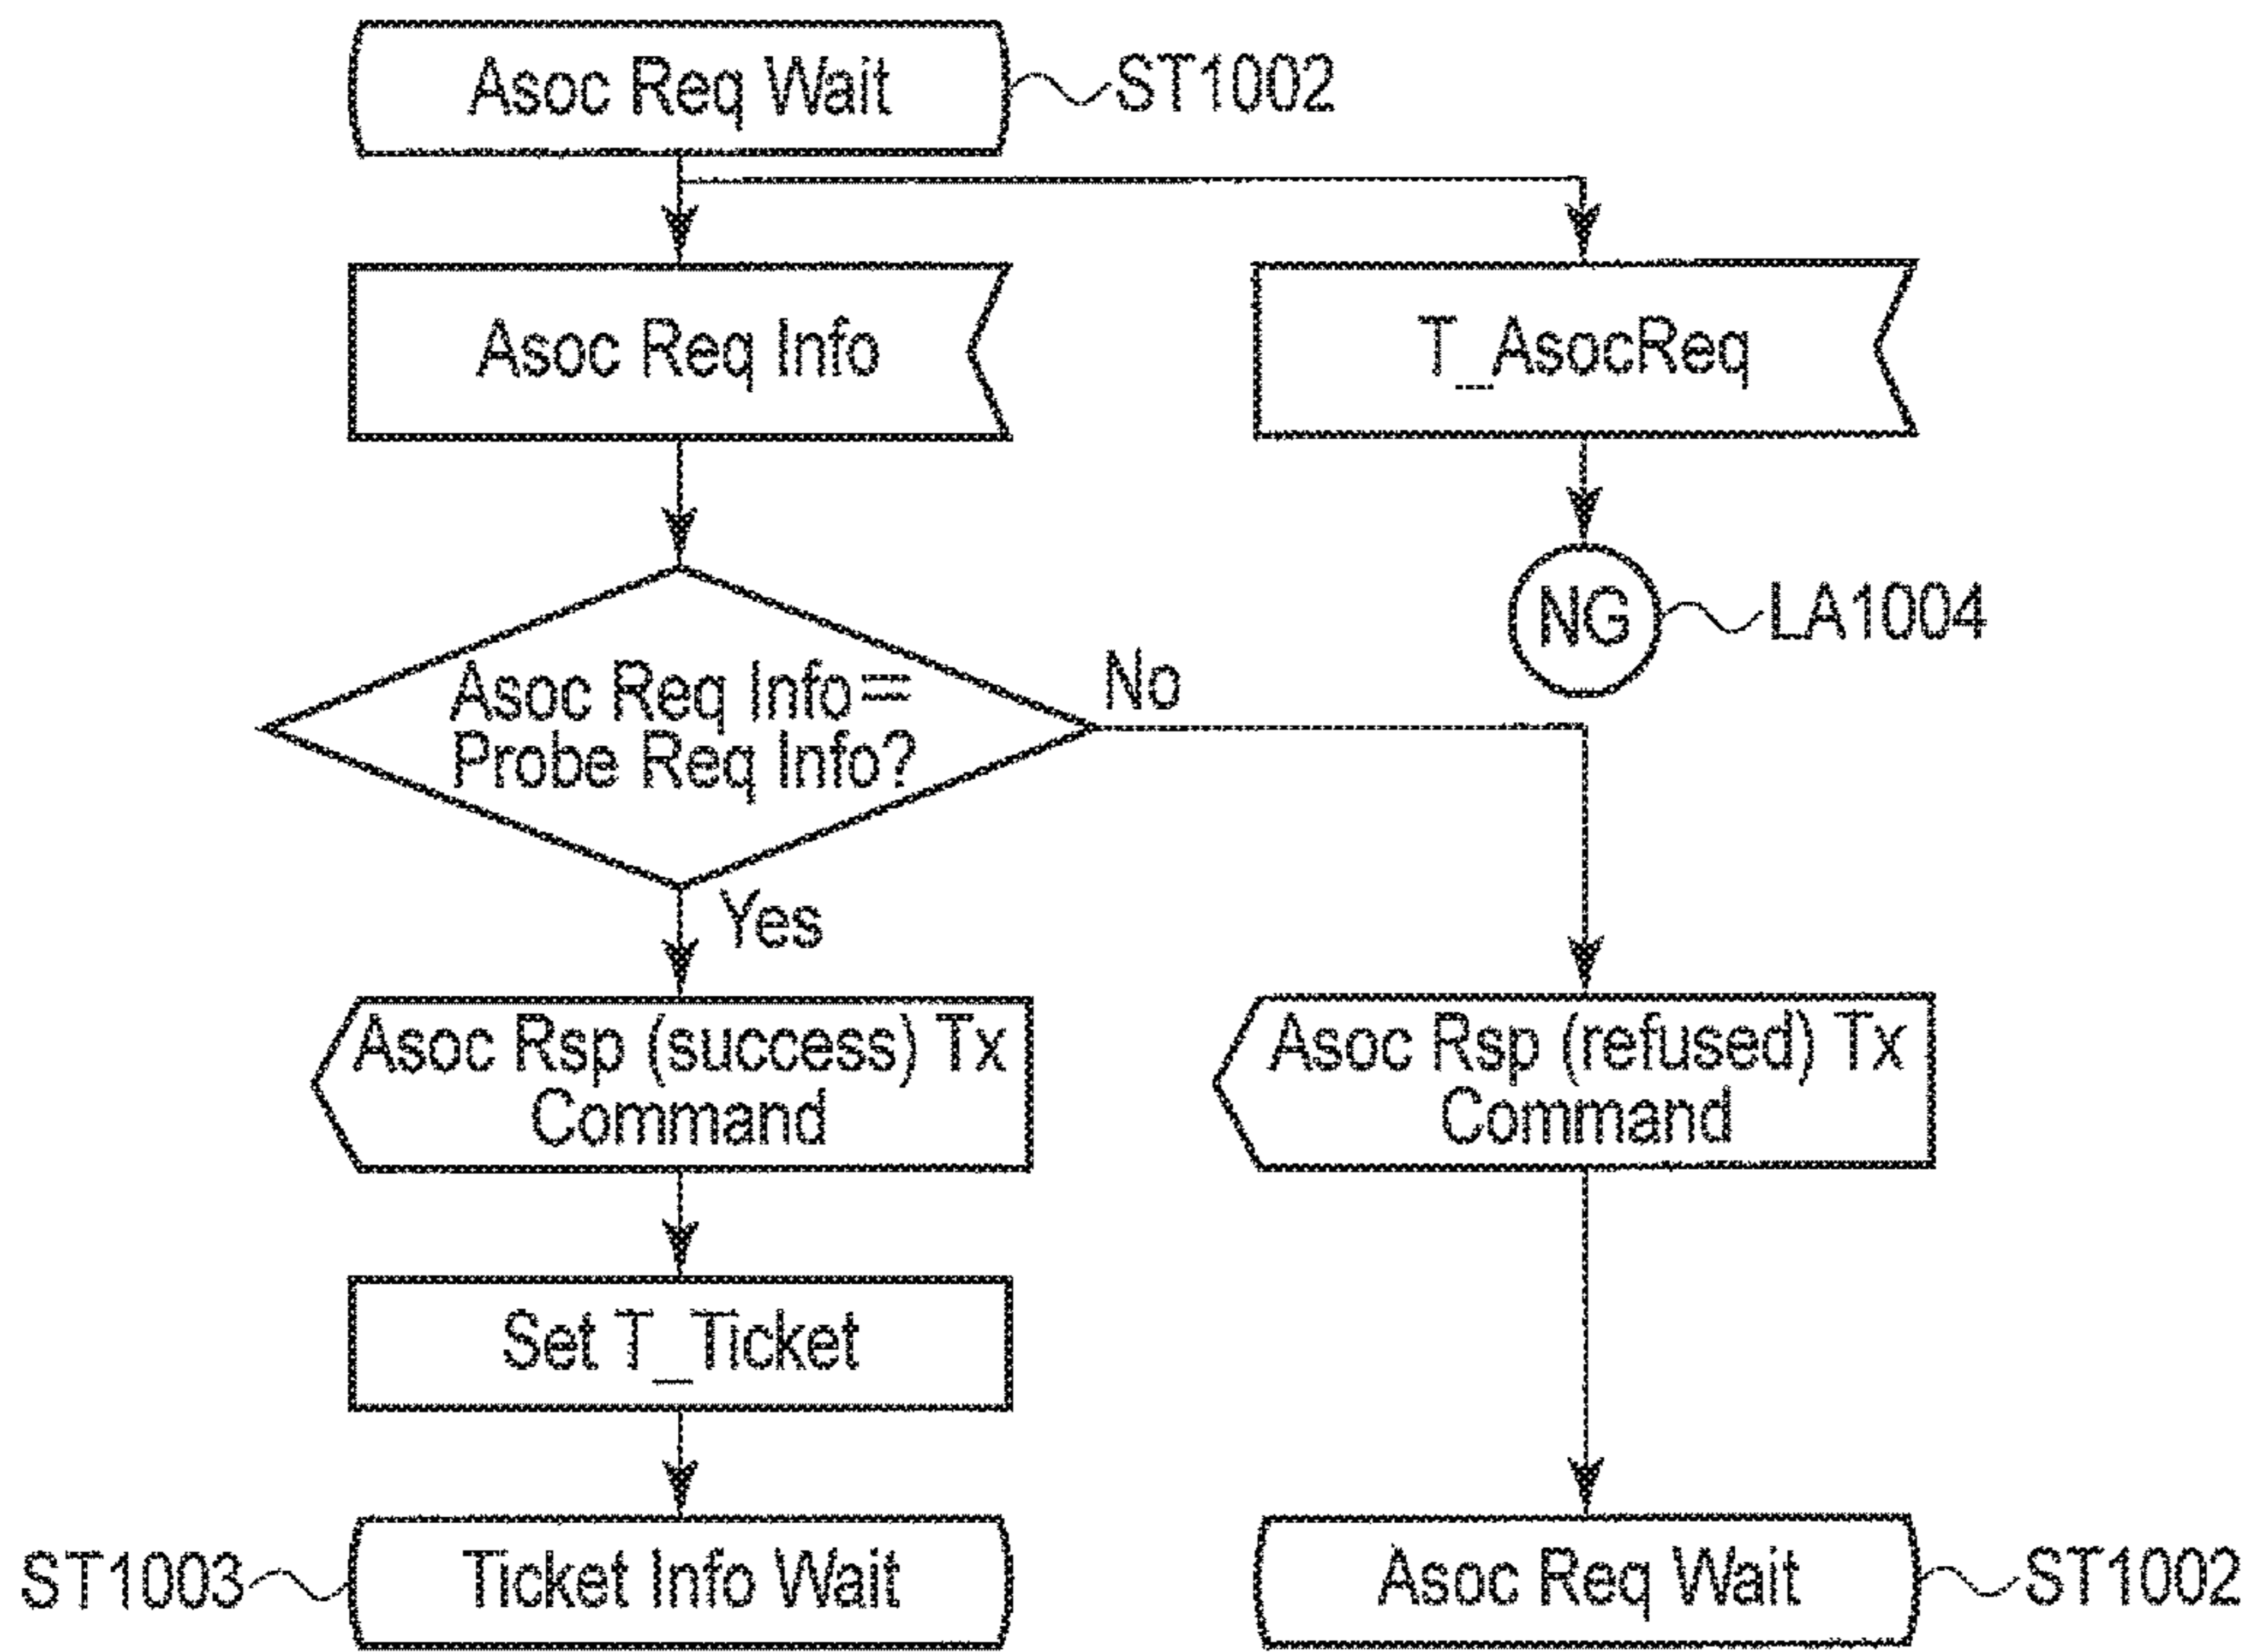 Asoc Req Wait
ST1002
Asoc Req Info
T_AsocReq
NG
LA1004
Asoc Req Info==
Probe Req Info?
No
Yes
Asoc Rsp (success) Tx
Command
Asoc Rsp (refused) Tx
Command
Set T_Ticket
ST1003
Ticket Info Wait
Asoc Req Wait
ST1002